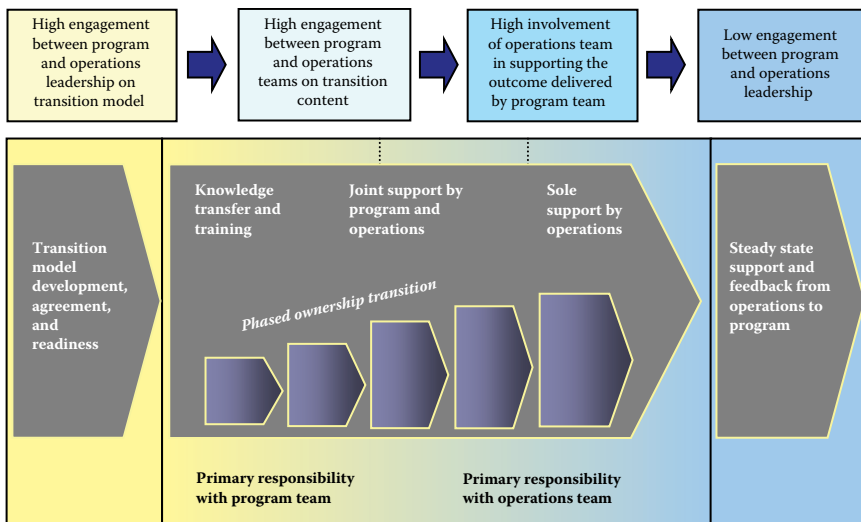 High engagement
between program
and operations
leadership on
transition model
High engagement
between program
and operations
teams on transition
content
High involvement
of operations team
in supporting the
outcome delivered
by program team
Low engagement
between program
and operations
leadership
Transition
model
development,
agreement,
and
readiness
Knowledge
transfer and
training
Joint support by
program and
operations
Sole
support by
operations
Phased ownership transition
Steady state
support and
feedback from
operations to
program
Primary responsibility
with program team
Primary responsibility
with operations team